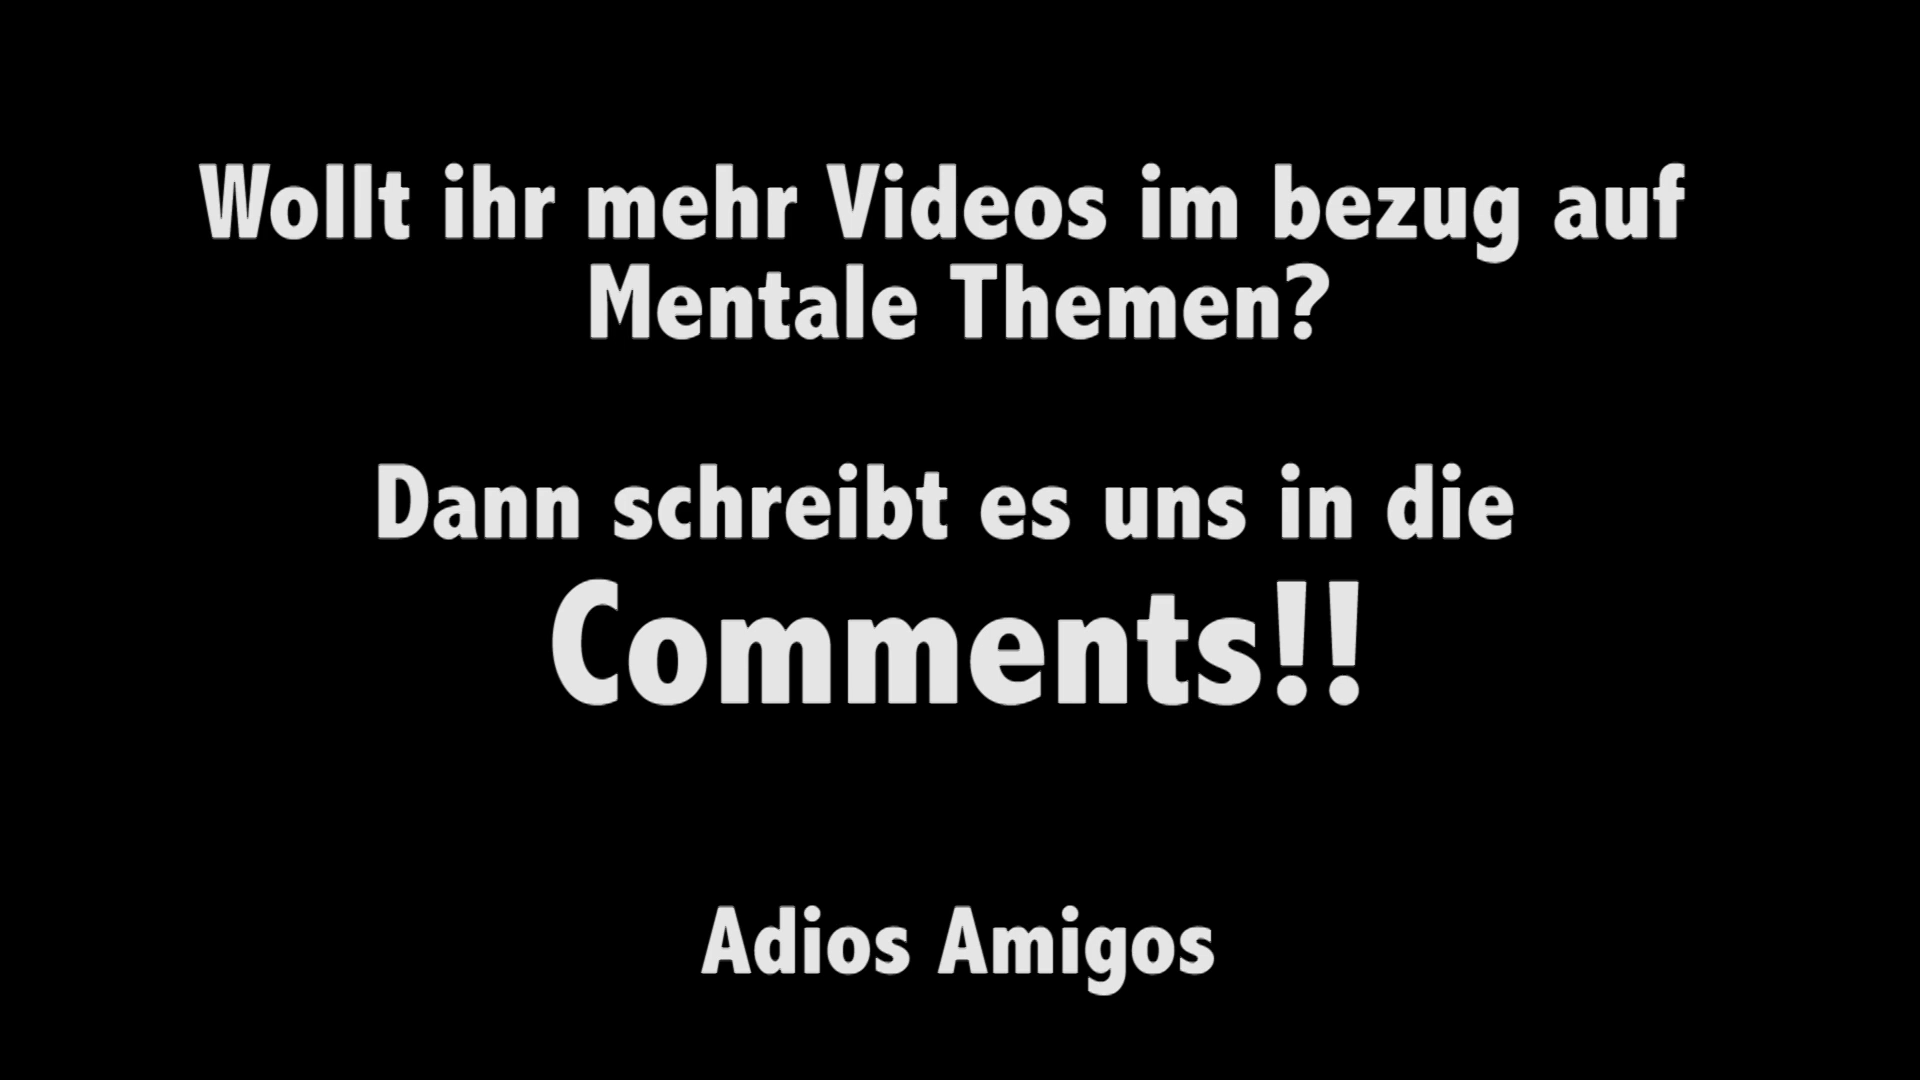 Wollt ihr mehr Videos im bezug auf
Mentale Themen?
Dann schreibt es uns in die
Comments!!
Adios Amigos